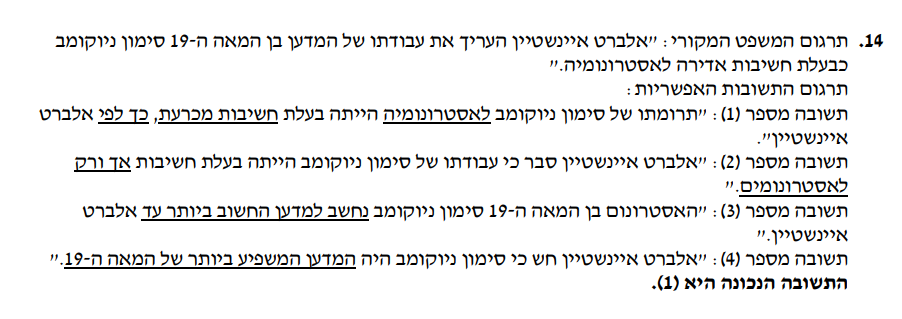 14. תרגום המשפט המקורי: "אלברט איינשטיין העריך את עבודתו של המדען בן המאה ה-19 סימון ניוקומב
כבעלת חשיבות אדירה לאסטרונומיה."
תרגום התשובות האפשריות:
תשובה מספר (1): "תרומתו של סימון ניוקומב לאסטרונומיה הייתה בעלת חשיבות מכרעת, כך לפי אלברט
איינשטיין".
תשובה מספר (2): "אלברט איינשטיין סבר כי עבודתו של סימון ניוקומב הייתה בעלת חשיבות אך ורק
לאסטרונומים."
תשובה מספר (3): "האסטרונום בן המאה ה-19 סימון ניוקומב נחשב למדען החשוב ביותר עד אלברט
איינשטיין."
תשובה מספר (4): "אלברט איינשטיין חש כי סימון ניוקומב היה המדען המשפיע ביותר של המאה ה-19."
התשובה הנכונה היא (1).